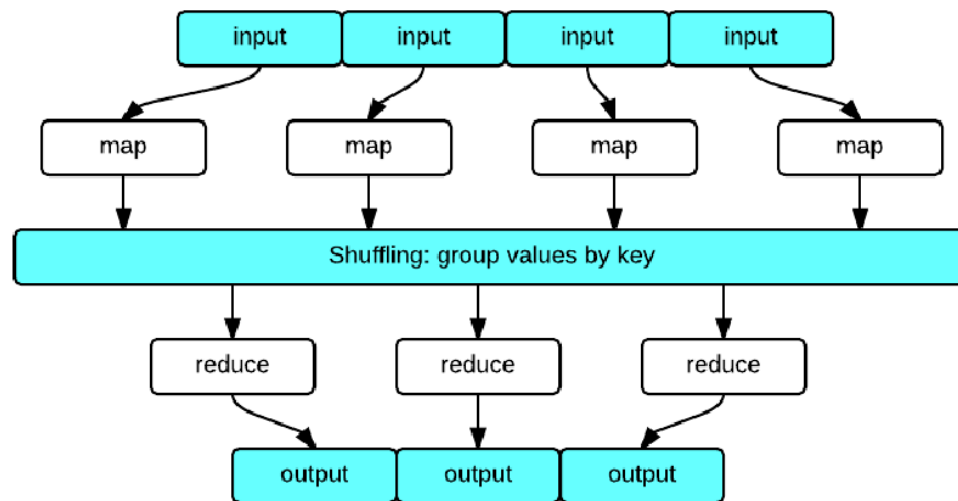 input input input input
map map map map
Shuffling: group values by key
reduce reduce reduce
output output output